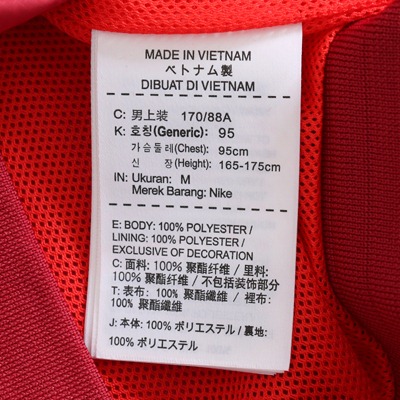 MADE IN VIETNAM
ベトナム製
DIBUAT DI VIETNAM
C: 男上装 170/88A
K: 호칭(Generic): 95
가슴둘레(Chest): 95cm
신 장(Height): 165-175cm
IN: Ukuran: M
Merek Barang: Nike
E: BODY: 100% POLYESTER /
LINING: 100% POLYESTER /
EXCLUSIVE OF DECORATION
C: 面料: 100% 聚酯纤维 / 里料:
100% 聚酯纤维 / 不包括装饰部分
T: 表布: 100% 聚酯纖維 / 裡布:
100% 聚酯纖維
J: 本体: 100% ポリエステル / 裏地:
100% ポリエステル